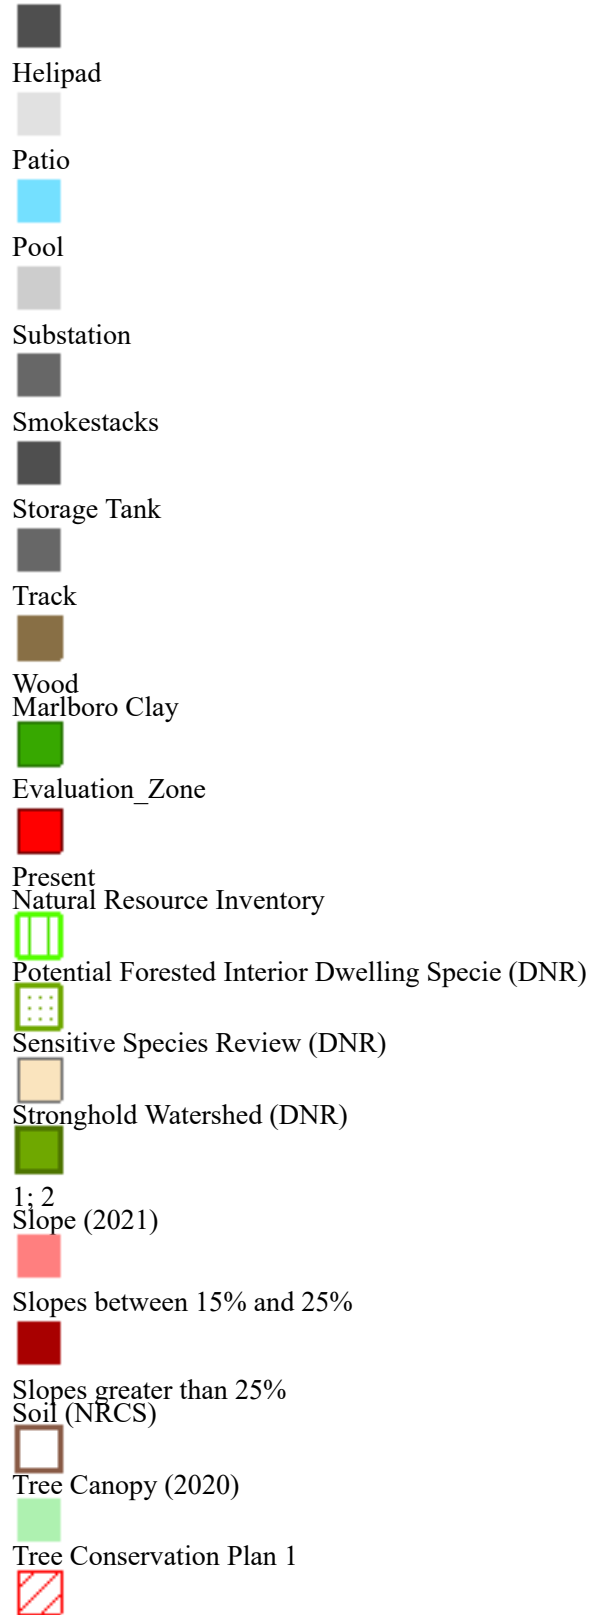 Helipad
Patio
Pool
Substation
Smokestacks
Storage Tank
Track
Wood
Marlboro Clay
Evaluation_Zone
Present
Natural Resource Inventory
Potential Forested Interior Dwelling Specie (DNR)
Sensitive Species Review (DNR)
Stronghold Watershed (DNR)
1; 2
Slope (2021)
Slopes between 15% and 25%
Slopes greater than 25%
Soil (NRCS)
Tree Canopy (2020)
Tree Conservation Plan 1